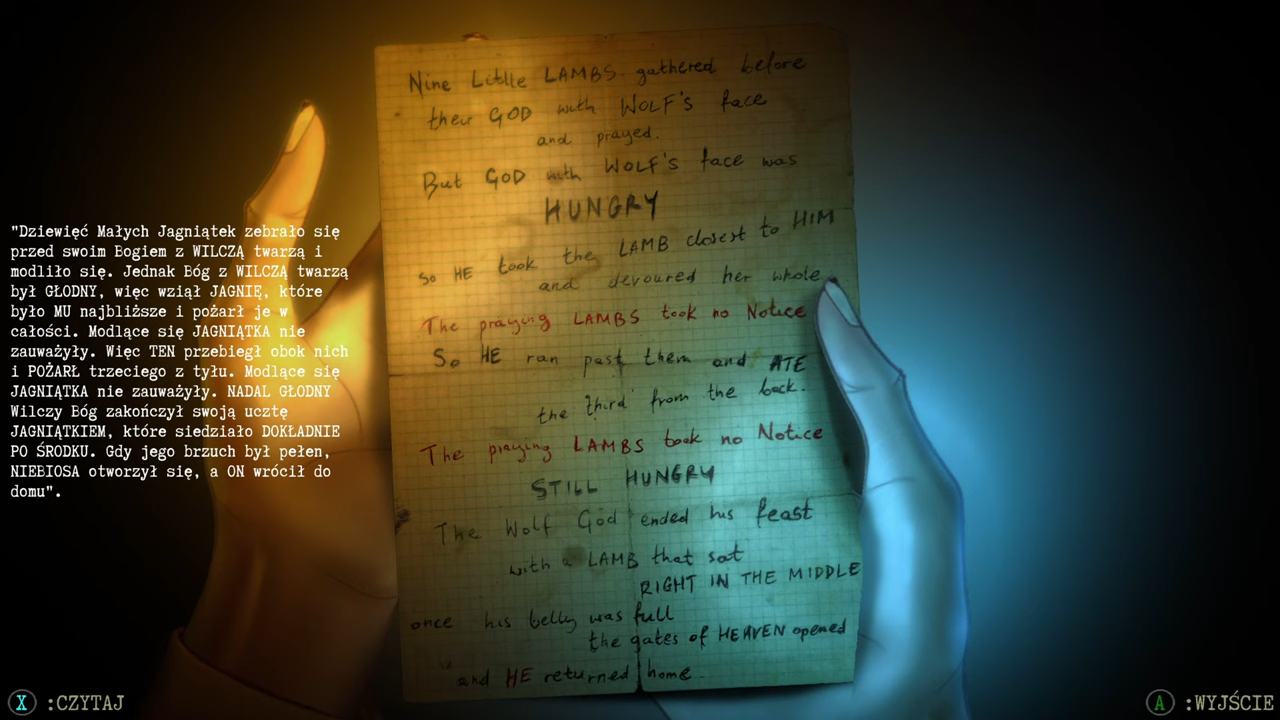 Nine Little LAMBS gathered before
their GOD with WOLF'S face
and prayed.
But GOD with WOLF'S face was
HUNGRY
so HE took the LAMB closest to HIM
and devoured her whole
The praying LAMBS took no Notice
So HE ran past them and ATE
the third from the back.
The praying LAMBS took no Notice
STILL HUNGRY
The Wolf God ended his feast
with a LAMB that sat
RIGHT IN THE MIDDLE
once his belly was full
the gates of HEAVEN opened
and HE returned home.
"Dziewięć Małych Jagniątek zebrało się
przed swoim Bogiem z WILCZĄ twarzą i
modliło się. Jednak Bóg z WILCZĄ twarzą
był GŁODNY, więc wziął JAGNIĘ, które
było MU najbliższe i pożarł je w
całości. Modlące się JAGNIĄTKA nie
zauważyły. Więc TEN przebiegł obok nich
i POŻARŁ trzeciego z tyłu. Modlące się
JAGNIĄTKA nie zauważyły. NADAL GŁODNY
Wilczy Bóg zakończył swoją ucztę
JAGNIĄTKIEM, które siedziało DOKŁADNIE
PO ŚRODKU. Gdy jego brzuch był pełen,
NIEBIOSA otworzył się, a ON wrócił do
domu".
X :CZYTAJ
A :WYJŚCIE